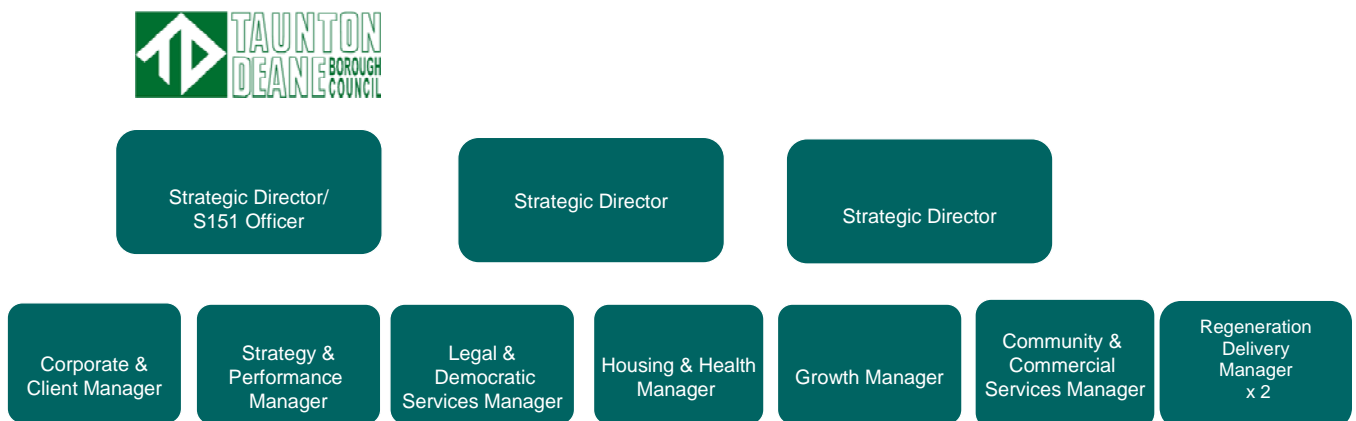 TAUNTON
DEANE BOROUGH
COUNCIL
Strategic Director/
S151 Officer
Strategic Director
Strategic Director
Corporate &
Client Manager
Strategy &
Performance
Manager
Legal &
Democratic
Services Manager
Housing & Health
Manager
Growth Manager
Community &
Commercial
Services Manager
Regeneration
Delivery
Manager
x 2